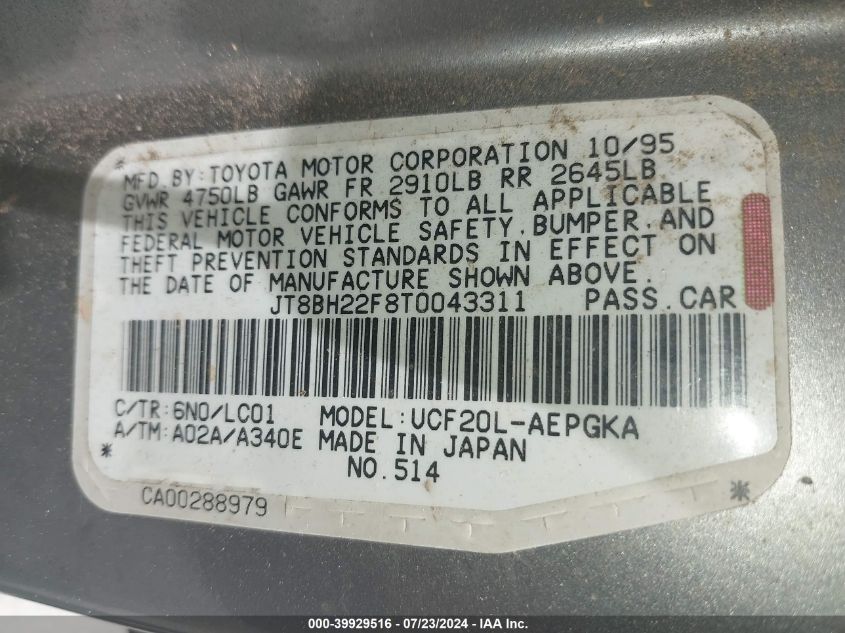 * MFD.BY:TOYOTA MOTOR CORPORATION 10/95
GVWR 4750LB GAWR FR 2910LB RR 2645LB
THIS VEHICLE CONFORMS TO ALL APPLICABLE
FEDERAL MOTOR VEHICLE SAFETY.BUMPER.AND
THEFT PREVENTION STANDARDS IN EFFECT ON
THE DATE OF MANUFACTURE SHOWN ABOVE.
JT8BH22F8T0043311 PASS.CAR
C/TR:6N0/LC01 MODEL:UCF20L-AEPGKA
A/TM:A02A/A340E MADE IN JAPAN
* NO.514
CA00288979 *
000-39929516 - 07/23/2024 - IAA Inc.